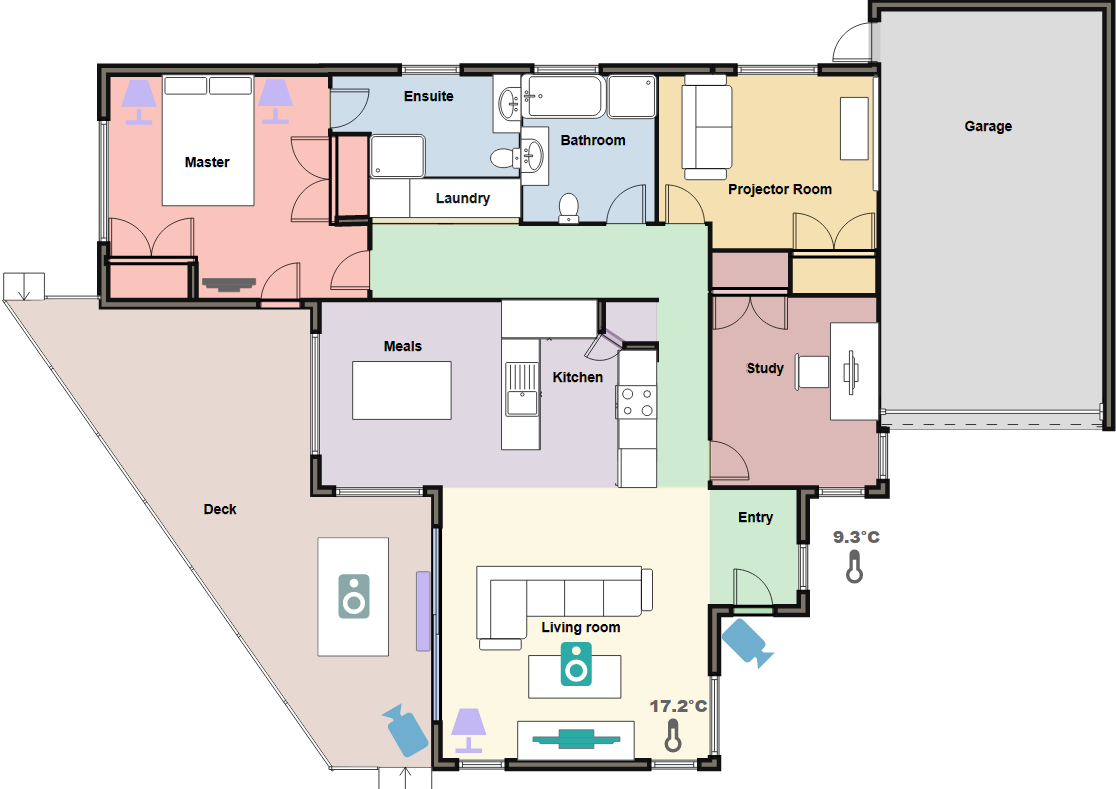 Ensuite
Garage
Bathroom
Master
Projector Room
Laundry
Meals
Study
Kitchen
Deck
Entry
9.3°C
Living room
17.2°C